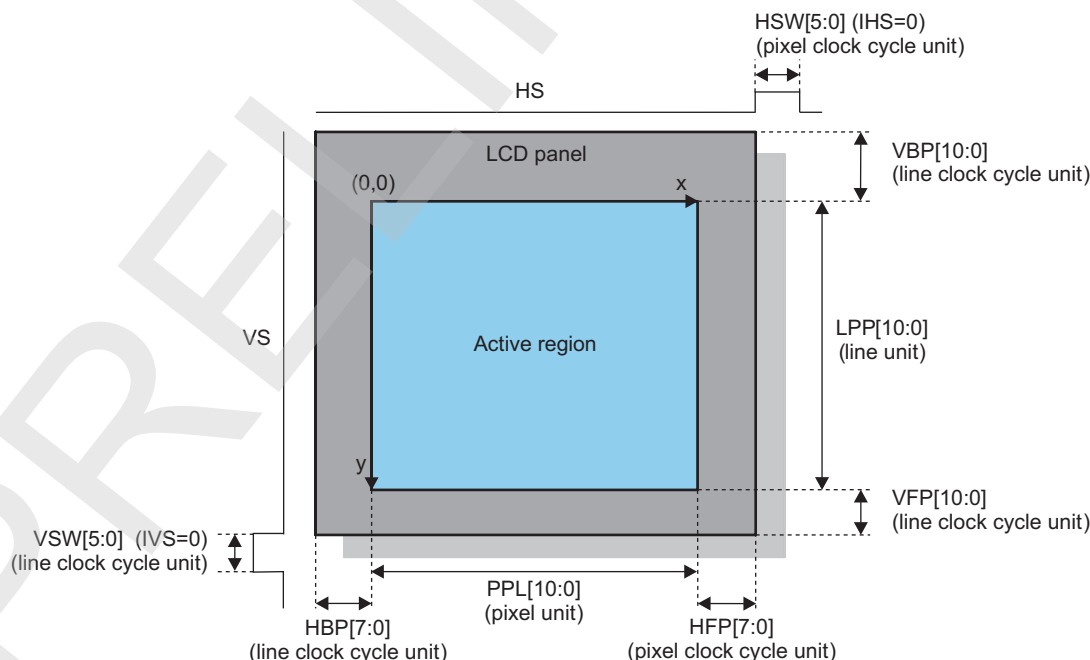 HSW[5:0] (IHS=0)
(pixel clock cycle unit)
HS
LCD panel
VBP[10:0]
(line clock cycle unit)
(0,0)
x
VS
Active region
LPP[10:0]
(line unit)
y
VFP[10:0]
(line clock cycle unit)
VSW[5:0] (IVS=0)
(line clock cycle unit)
PPL[10:0]
(pixel unit)
HBP[7:0]
(line clock cycle unit)
HFP[7:0]
(pixel clock cycle unit)